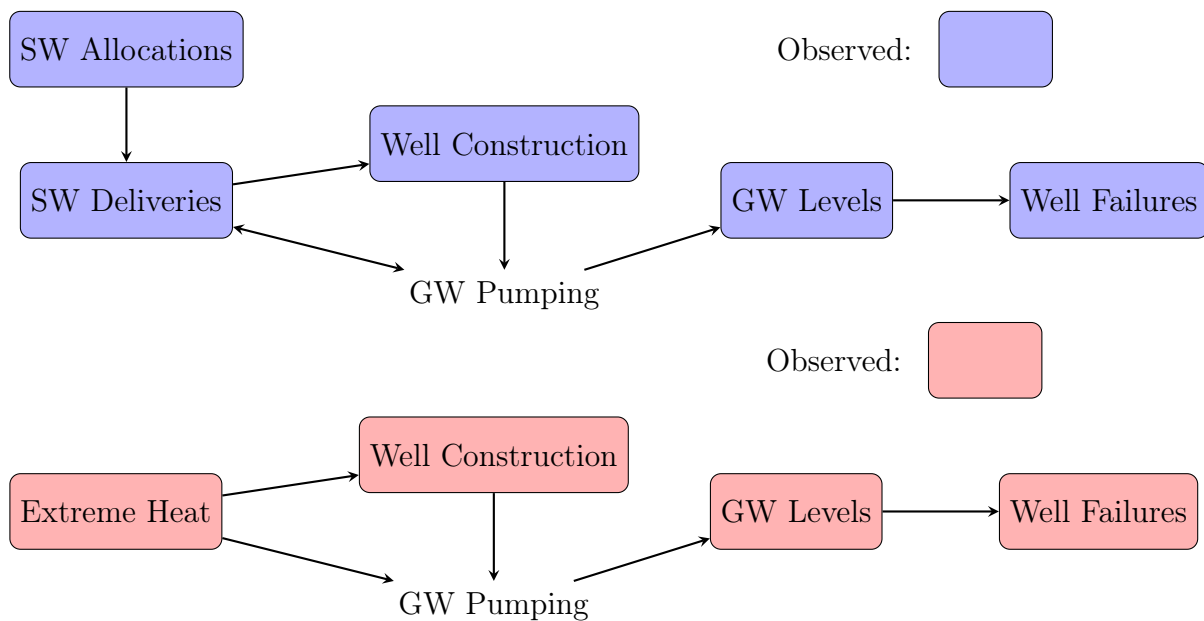 SW Allocations
Observed:
Well Construction
SW Deliveries
GW Levels
Well Failures
GW Pumping
Observed:
Well Construction
Extreme Heat
GW Levels
Well Failures
GW Pumping